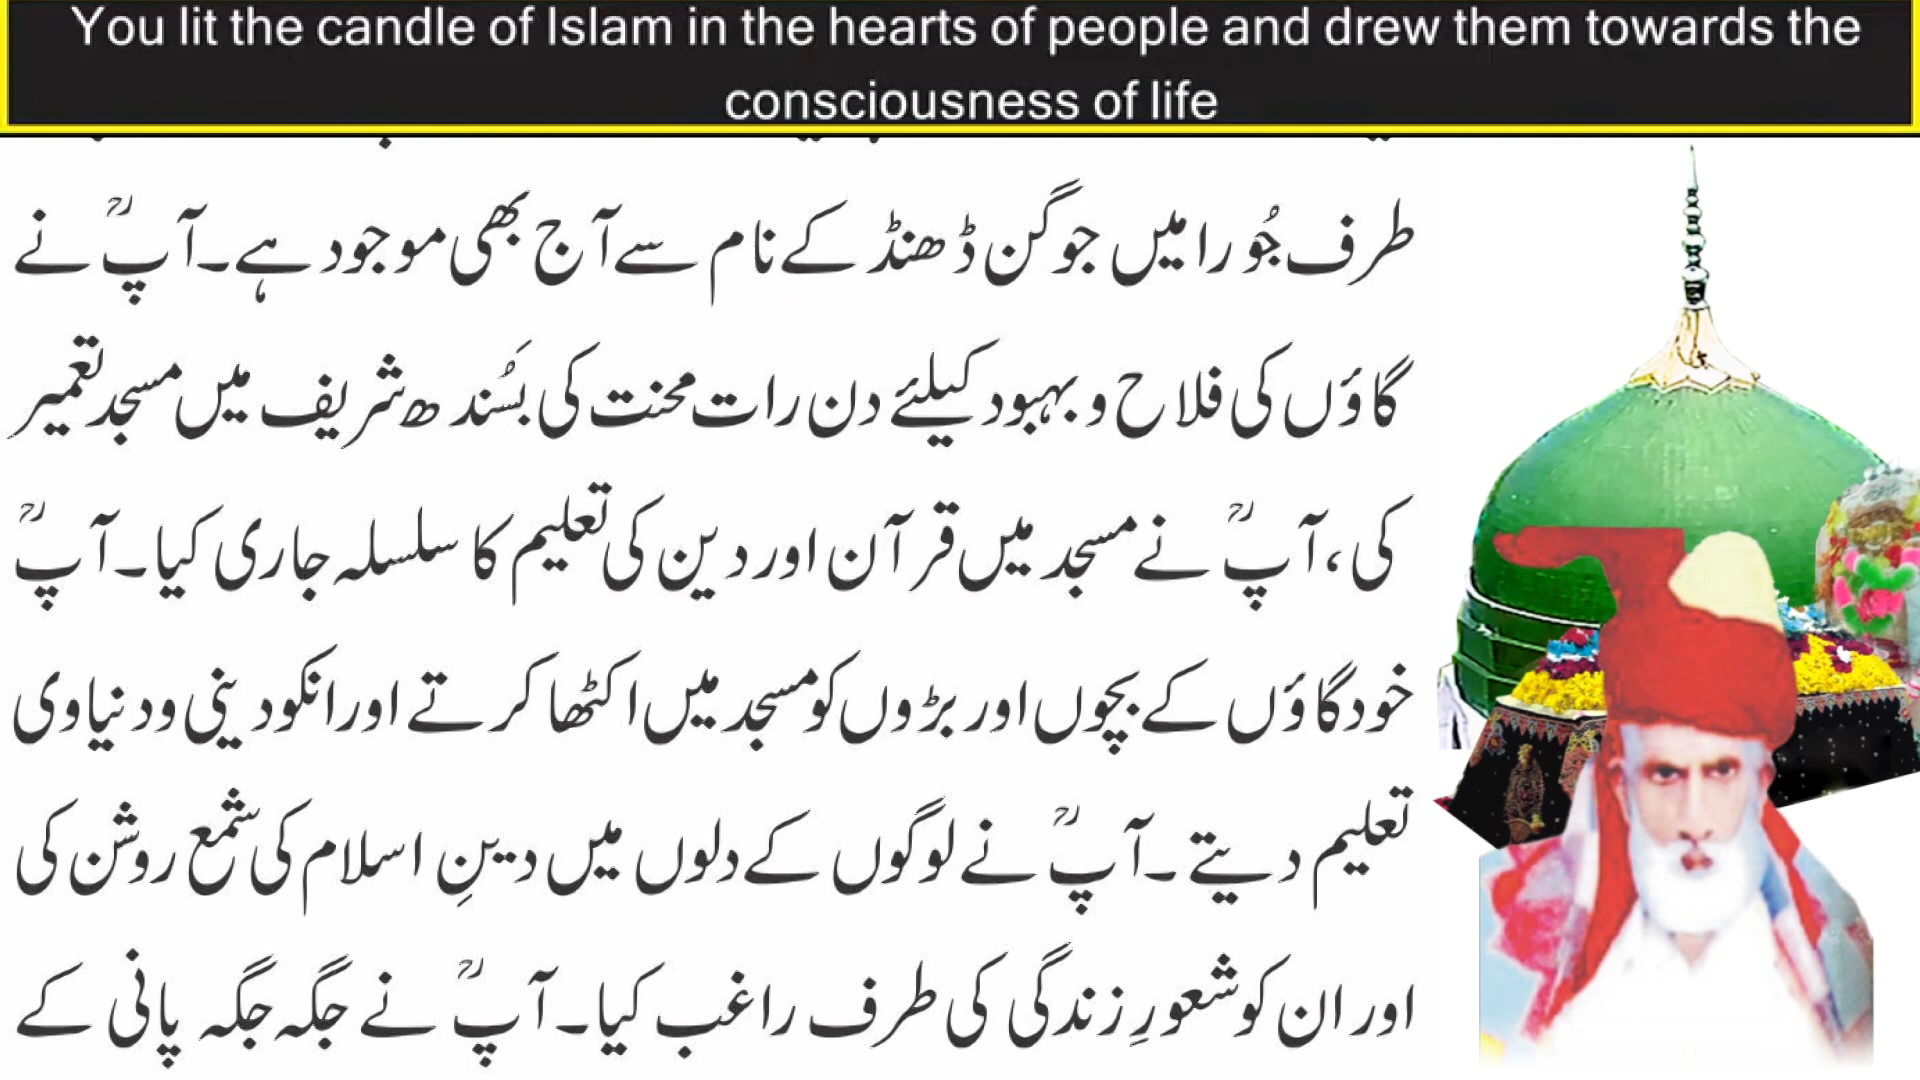 You lit the candle of Islam in the hearts of people and drew them towards the
consciousness of life
طرف جُورا میں جوگن ڈھنڈ کے نام سے آج بھی موجود ہے۔ آپؒ نے
گاؤں کی فلاح و بہبود کیلئے دن رات محنت کی بسُندھ شریف میں مسجد تعمیر
کی، آپؒ نے مسجد میں قرآن اور دین کی تعلیم کا سلسلہ جاری کیا۔ آپؒ
خود گاؤں کے بچوں اور بڑوں کو مسجد میں اکٹھا کرتے اور انکو دینی و دنیاوی
تعلیم دیتے ۔ آپؒ نے لوگوں کے دلوں میں دینِ اسلام کی شمع روشن کی
اور ان کو شعورِ زندگی کی طرف راغب کیا۔ آپؒ نے جگہ جگہ پانی کے